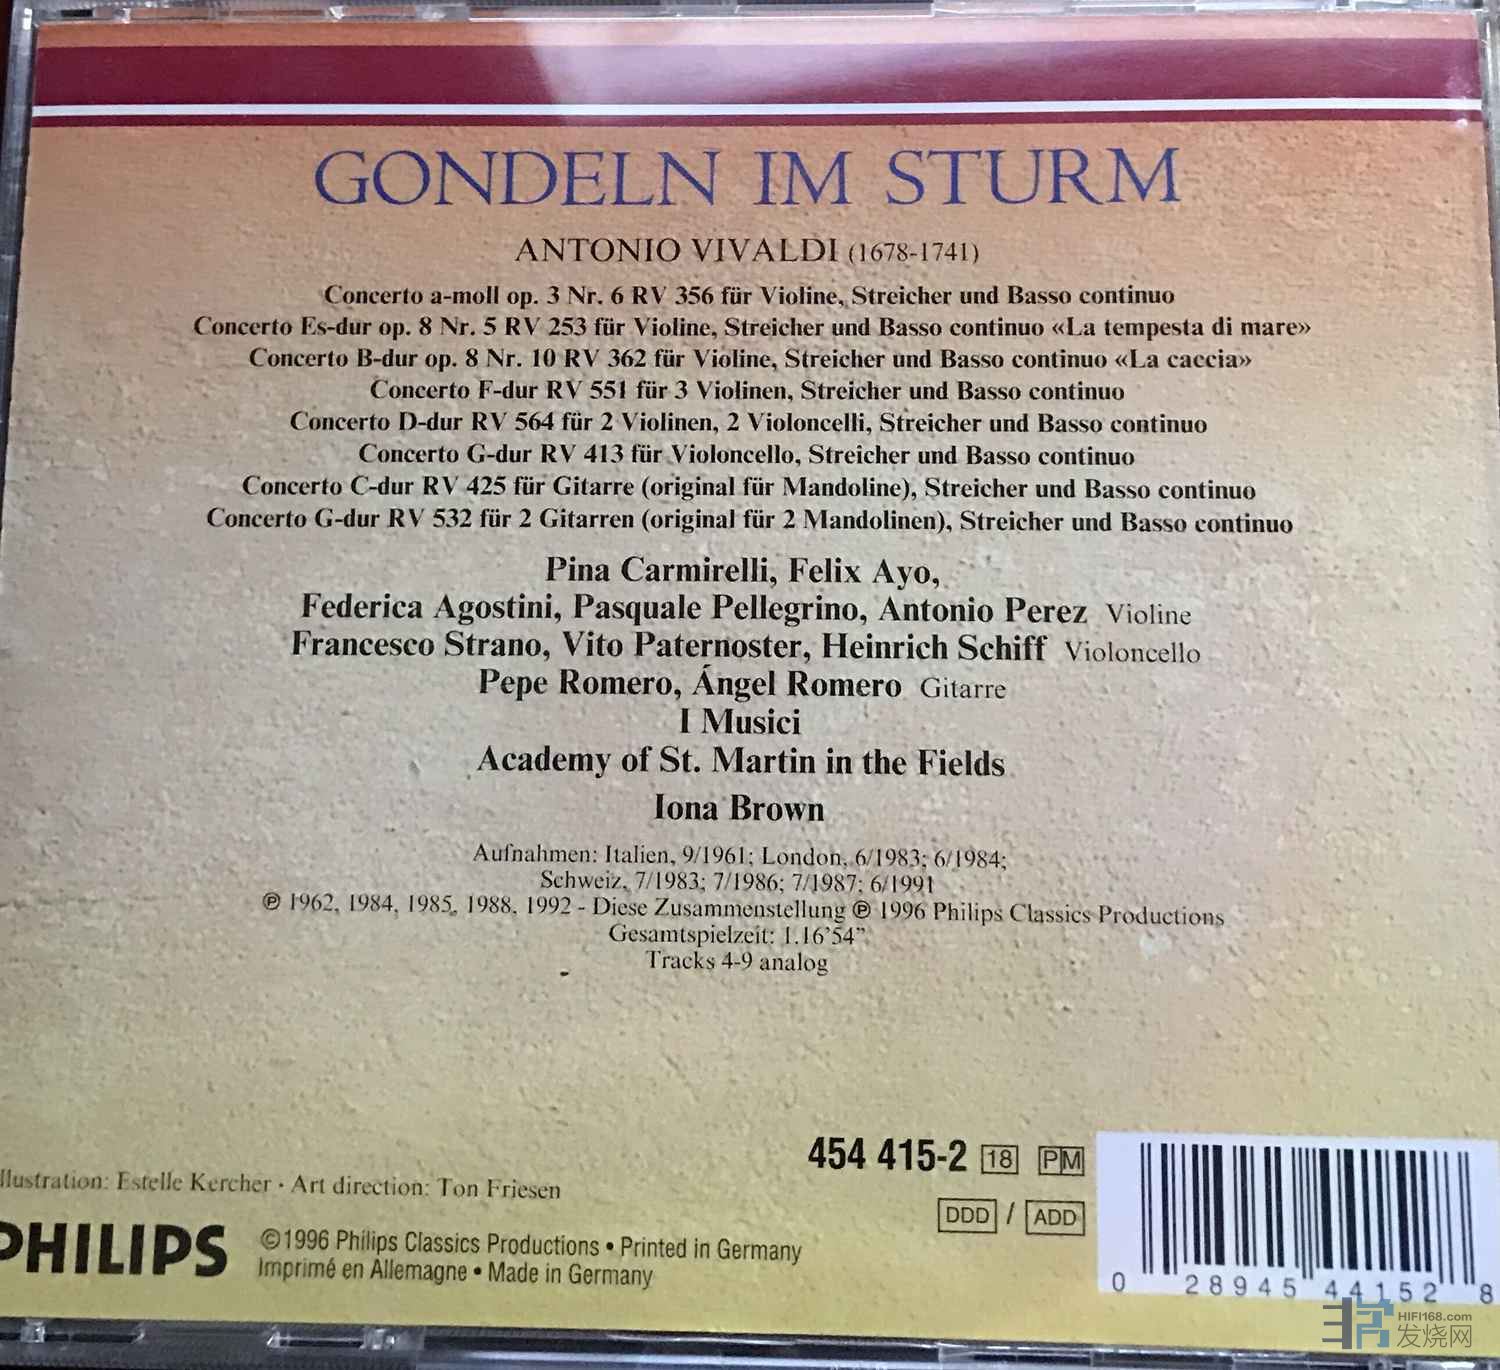 GONDELN IM STURM
ANTONIO VIVALDI (1678-1741)
Concerto a-moll op. 3 Nr. 6 RV 356 für Violine, Streicher und Basso continuo
Concerto Es-dur op. 8 Nr. 5 RV 253 für Violine, Streicher und Basso continuo «La tempesta di mare»
Concerto B-dur op. 8 Nr. 10 RV 362 für Violine, Streicher und Basso continuo «La caccia»
Concerto F-dur RV 551 für 3 Violinen, Streicher und Basso continuo
Concerto D-dur RV 564 für 2 Violinen, 2 Violoncelli, Streicher und Basso continuo
Concerto G-dur RV 413 für Violoncello, Streicher und Basso continuo
Concerto C-dur RV 425 für Gitarre (original für Mandoline), Streicher und Basso continuo
Concerto G-dur RV 532 für 2 Gitarren (original für 2 Mandolinen), Streicher und Basso continuo
Pina Carmirelli, Felix Ayo,
Federica Agostini, Pasquale Pellegrino, Antonio Perez Violine
Francesco Strano, Vito Paternoster, Heinrich Schiff Violoncello
Pepe Romero, Ángel Romero Gitarre
I Musici
Academy of St. Martin in the Fields
Iona Brown
Aufnahmen: Italien, 9/1961; London, 6/1983; 6/1984;
Schweiz, 7/1983; 7/1986; 7/1987; 6/1991
℗ 1962, 1984, 1985, 1988, 1992 - Diese Zusammenstellung ℗ 1996 Philips Classics Productions
Gesamtspielzeit: 1.16'54"
Tracks 4-9 analog
454 415-2 18 PM
llustration: Estelle Kercher · Art direction: Ton Friesen
DDD / ADD
PHILIPS
©1996 Philips Classics Productions • Printed in Germany
Imprimé en Allemagne • Made in Germany
0 28945 44152 8
HIFI168.com
发烧网